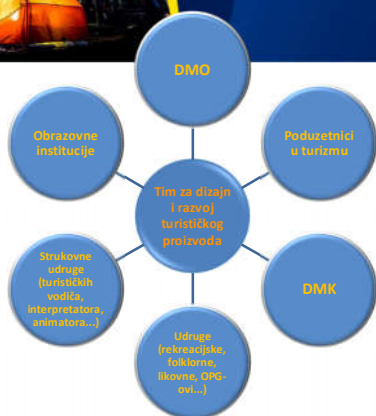 DMO
Poduzetnici
u turizmu
DMK
Udruge
(rekreacijske,
folklorne,
likovne, OPG-
ovi...)
Strukovne
udruge
(turističkih
vodiča,
interpretatora,
animatora...)
Obrazovne
institucije
Tim za dizajn
i razvoj
turističkog
proizvoda